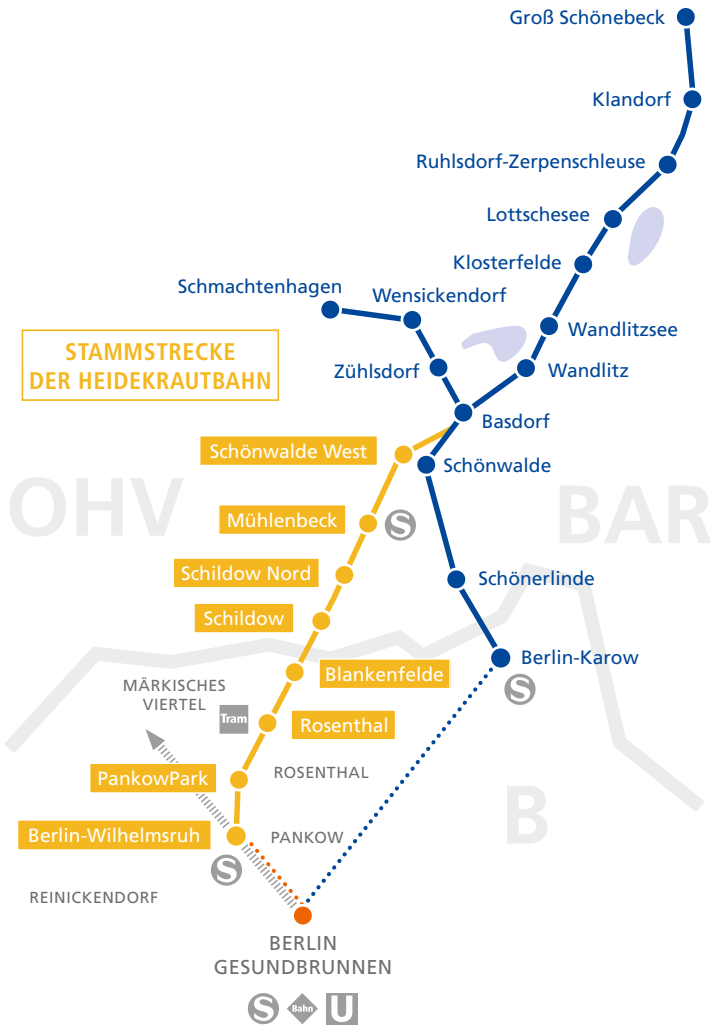 Groß Schönebeck
Klandorf
Ruhlsdorf-Zerpenschleuse
Lottschesee
Klosterfelde
Schmachtenhagen
Wensickendorf
Wandlitzsee
STAMMSTRECKE
DER HEIDEKRAUTBAHN
Zühlsdorf
Wandlitz
Basdorf
Schönwalde West
Schönwalde
OHV
BAR
Mühlenbeck
S
Schildow Nord
Schönerlinde
Schildow
Berlin-Karow
S
Blankenfelde
MÄRKISCHES
VIERTEL
Tram
Rosenthal
PankowPark
ROSENTHAL
B
Berlin-Wilhelmsruh
PANKOW
S
REINICKENDORF
BERLIN
GESUNDBRUNNEN
S Bahn U